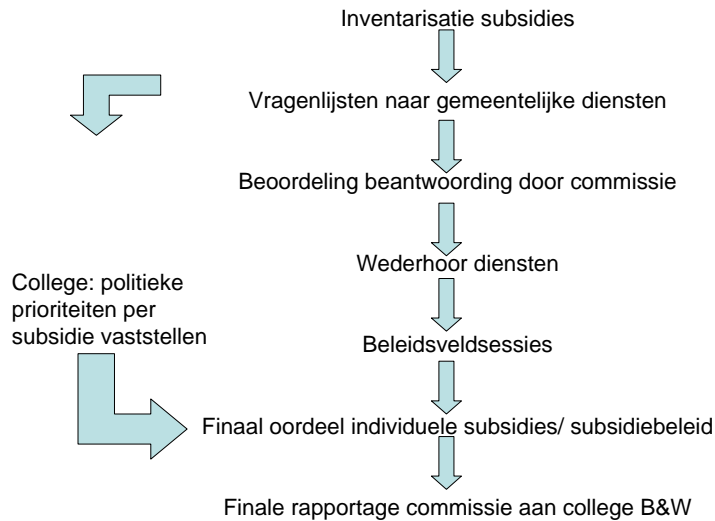 Inventarisatie subsidies
Vragenlijsten naar gemeentelijke diensten
Beoordeling beantwoording door commissie
Wederhoor diensten
College: politieke
prioriteiten per
subsidie vaststellen
Beleidsveldsessies
Finaal oordeel individuele subsidies/ subsidiebeleid
Finale rapportage commissie aan college B&W